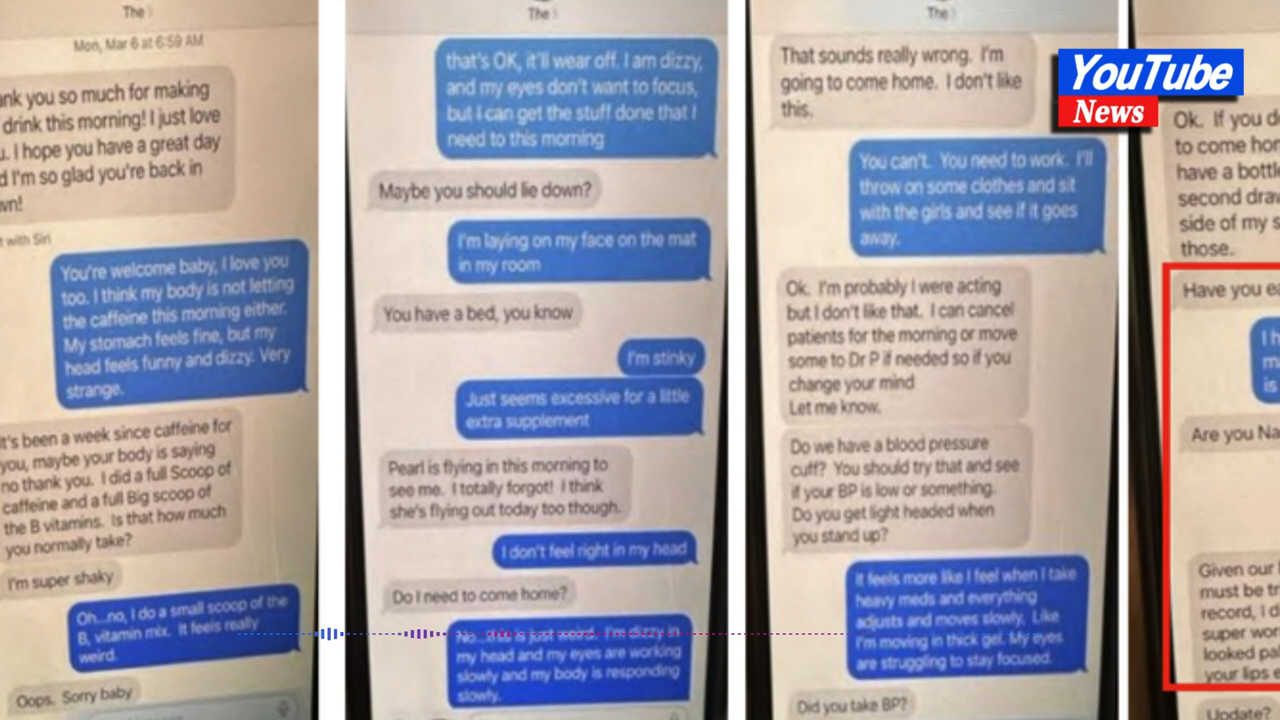 The
Mon, Mar 6 at 6:59 AM
ank you so much for making
drink this morning! I just love
u. I hope you have a great day
d I'm so glad you're back in
wn!
t with Siri
You're welcome baby, I love you
too. I think my body is not letting
the caffeine this morning either.
My stomach feels fine, but my
head feels funny and dizzy. Very
strange.
It's been a week since caffeine for
you, maybe your body is saying
no thank you. I did a full Scoop of
caffeine and a full Big scoop of
the B vitamins. Is that how much
you normally take?
I'm super shaky
Oh...no, I do a small scoop of the
B, vitamin mix. It feels really
weird.
Oops. Sorry baby
The
that's OK, it'll wear off. I am dizzy,
and my eyes don't want to focus,
but I can get the stuff done that I
need to this morning
Maybe you should lie down?
I'm laying on my face on the mat
in my room
You have a bed, you know
I'm stinky
Just seems excessive for a little
extra supplement
Pearl is flying in this morning to
see me. I totally forgot! I think
she's flying out today too though.
I don't feel right in my head
Do I need to come home?
I'm dizzy in
my head and my eyes are working
slowly and my body is responding
slowly.
The
That sounds really wrong. I'm
going to come home. I don't like
this.
You can't. You need to work. I'll
throw on some clothes and sit
with the girls and see if it goes
away.
Ok. I'm probably I were acting
but I don't like that. I can cancel
patients for the morning or move
some to Dr P if needed so if you
change your mind
Let me know.
Do we have a blood pressure
cuff? You should try that and see
if your BP is low or something.
Do you get light headed when
you stand up?
It feels more like I feel when I take
heavy meds and everything
adjusts and moves slowly. Like
I'm moving in thick gel. My eyes
are struggling to stay focused.
Did you take BP?
YouTube
News
Ok. If you do
to come hom
have a bottle
second draw
side of my s
those.
Have you ea
I h
m
is
Are you Na
Given our
must be tr
record, I d
super wor
looked pal
your lips e
Update?